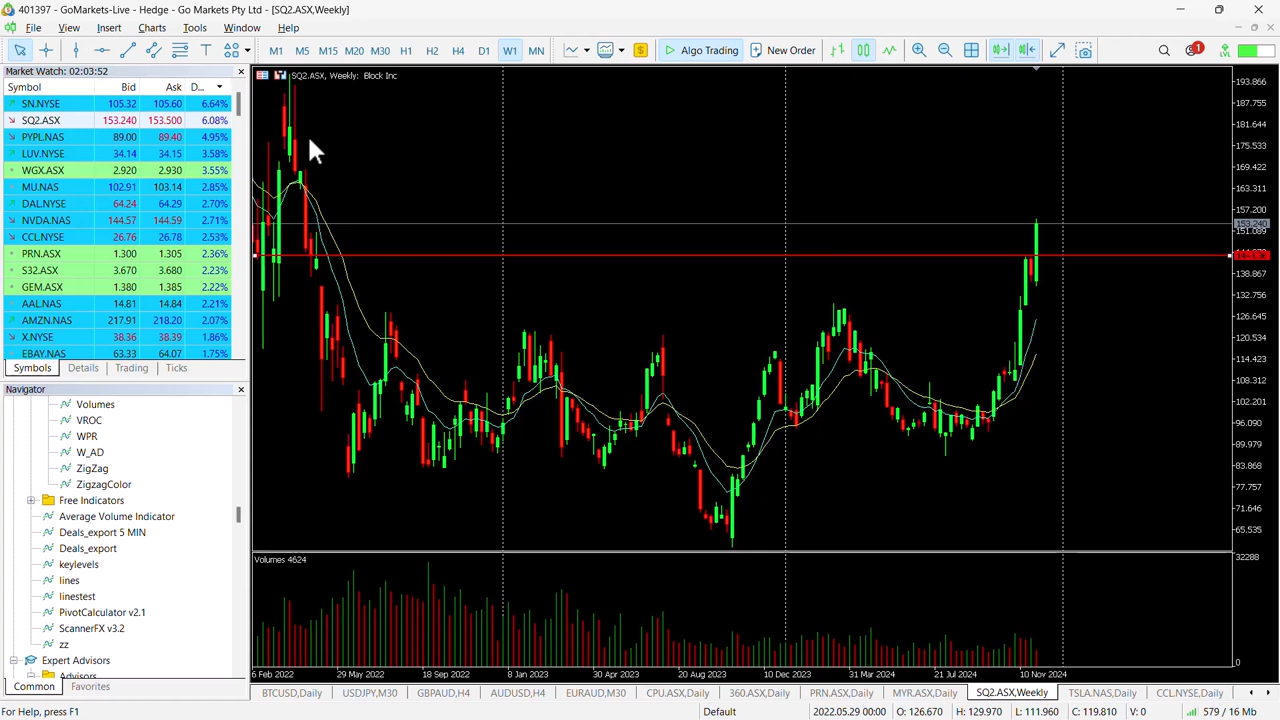 401397 - GoMarkets-Live - Hedge - Go Markets Pty Ltd - [SQ2.ASX,Weekly]
File View Insert Charts Tools Window Help
M1 M5 M15 M20 M30 H1 H2 H4 D1 W1 MN Algo Trading New Order 1 LVL
Market Watch: 02:03:52
Symbol Bid Ask D...
SN.NYSE 105.32 105.60 6.64%
SQ2.ASX 153.240 153.500 6.08%
PYPL.NAS 89.00 89.40 4.95%
LUV.NYSE 34.14 34.15 3.58%
WGX.ASX 2.920 2.930 3.55%
MU.NAS 102.91 103.14 2.85%
DAL.NYSE 64.24 64.29 2.70%
NVDA.NAS 144.57 144.59 2.71%
CCL.NYSE 26.76 26.78 2.53%
PRN.ASX 1.300 1.305 2.36%
S32.ASX 3.670 3.680 2.23%
GEM.ASX 1.380 1.385 2.22%
AAL.NAS 14.81 14.84 2.21%
AMZN.NAS 217.91 218.20 2.07%
X.NYSE 38.36 38.39 1.86%
EBAY.NAS 63.33 64.07 1.75%
Symbols Details Trading Ticks
Navigator
Volumes
VROC
WPR
W_AD
ZigZag
ZigzagColor
Free Indicators
Average Volume Indicator
Deals_export 5 MIN
Deals_export
keylevels
lines
linestest
PivotCalculator v2.1
ScannerFX v3.2
zz
Expert Advisors
Advisors
Common Favorites
SQ2.ASX, Weekly: Block Inc
193.866
187.755
181.644
175.533
169.422
163.311
157.200
153.240
151.089
138.867
132.756
126.645
120.534
114.423
108.312
102.201
96.090
89.979
83.868
77.757
71.646
65.535
Volumes 4624
32288
0
6 Feb 2022 29 May 2022 18 Sep 2022 8 Jan 2023 30 Apr 2023 20 Aug 2023 10 Dec 2023 31 Mar 2024 21 Jul 2024 10 Nov 2024
BTCUSD,Daily USDJPY,M30 GBPAUD,H4 AUDUSD,H4 EURAUD,M30 CPU.ASX,Daily 360.ASX,Daily PRN.ASX,Daily MYR.ASX,Daily SQ2.ASX,Weekly TSLA.NAS,Daily CCL.NYSE,Daily
For Help, press F1 Default 2022.05.29 00:00 O: 126.670 H: 129.970 L: 111.960 C: 119.810 V: 0 579 / 16 Mb